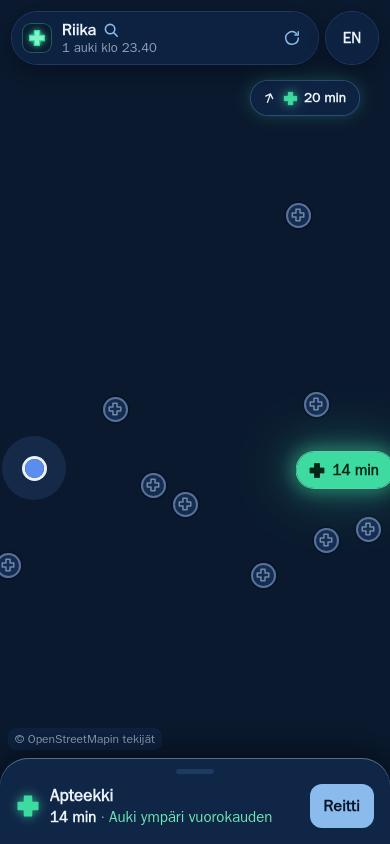 Riika
1 auki klo 23.40
EN
20 min
14 min
© OpenStreetMapin tekijät
Apteekki
14 min · Auki ympäri vuorokauden
Reitti